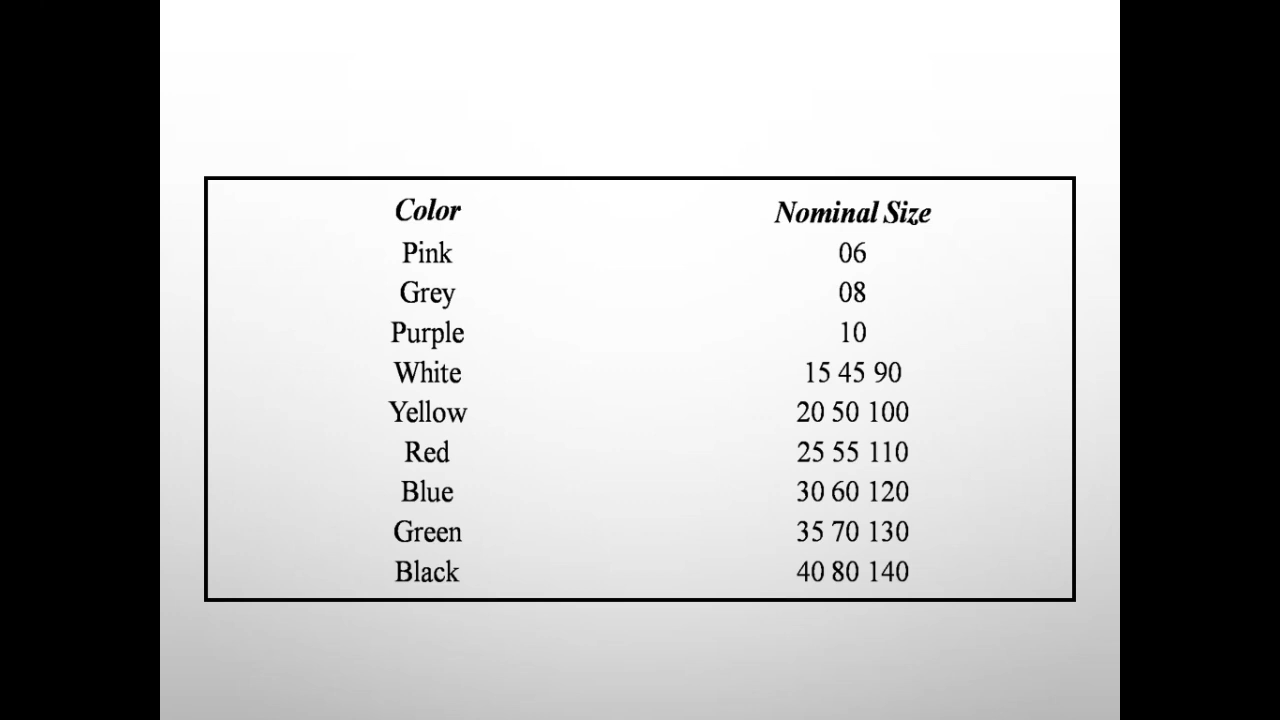 Color Nominal Size
Pink 06
Grey 08
Purple 10
White 15 45 90
Yellow 20 50 100
Red 25 55 110
Blue 30 60 120
Green 35 70 130
Black 40 80 140